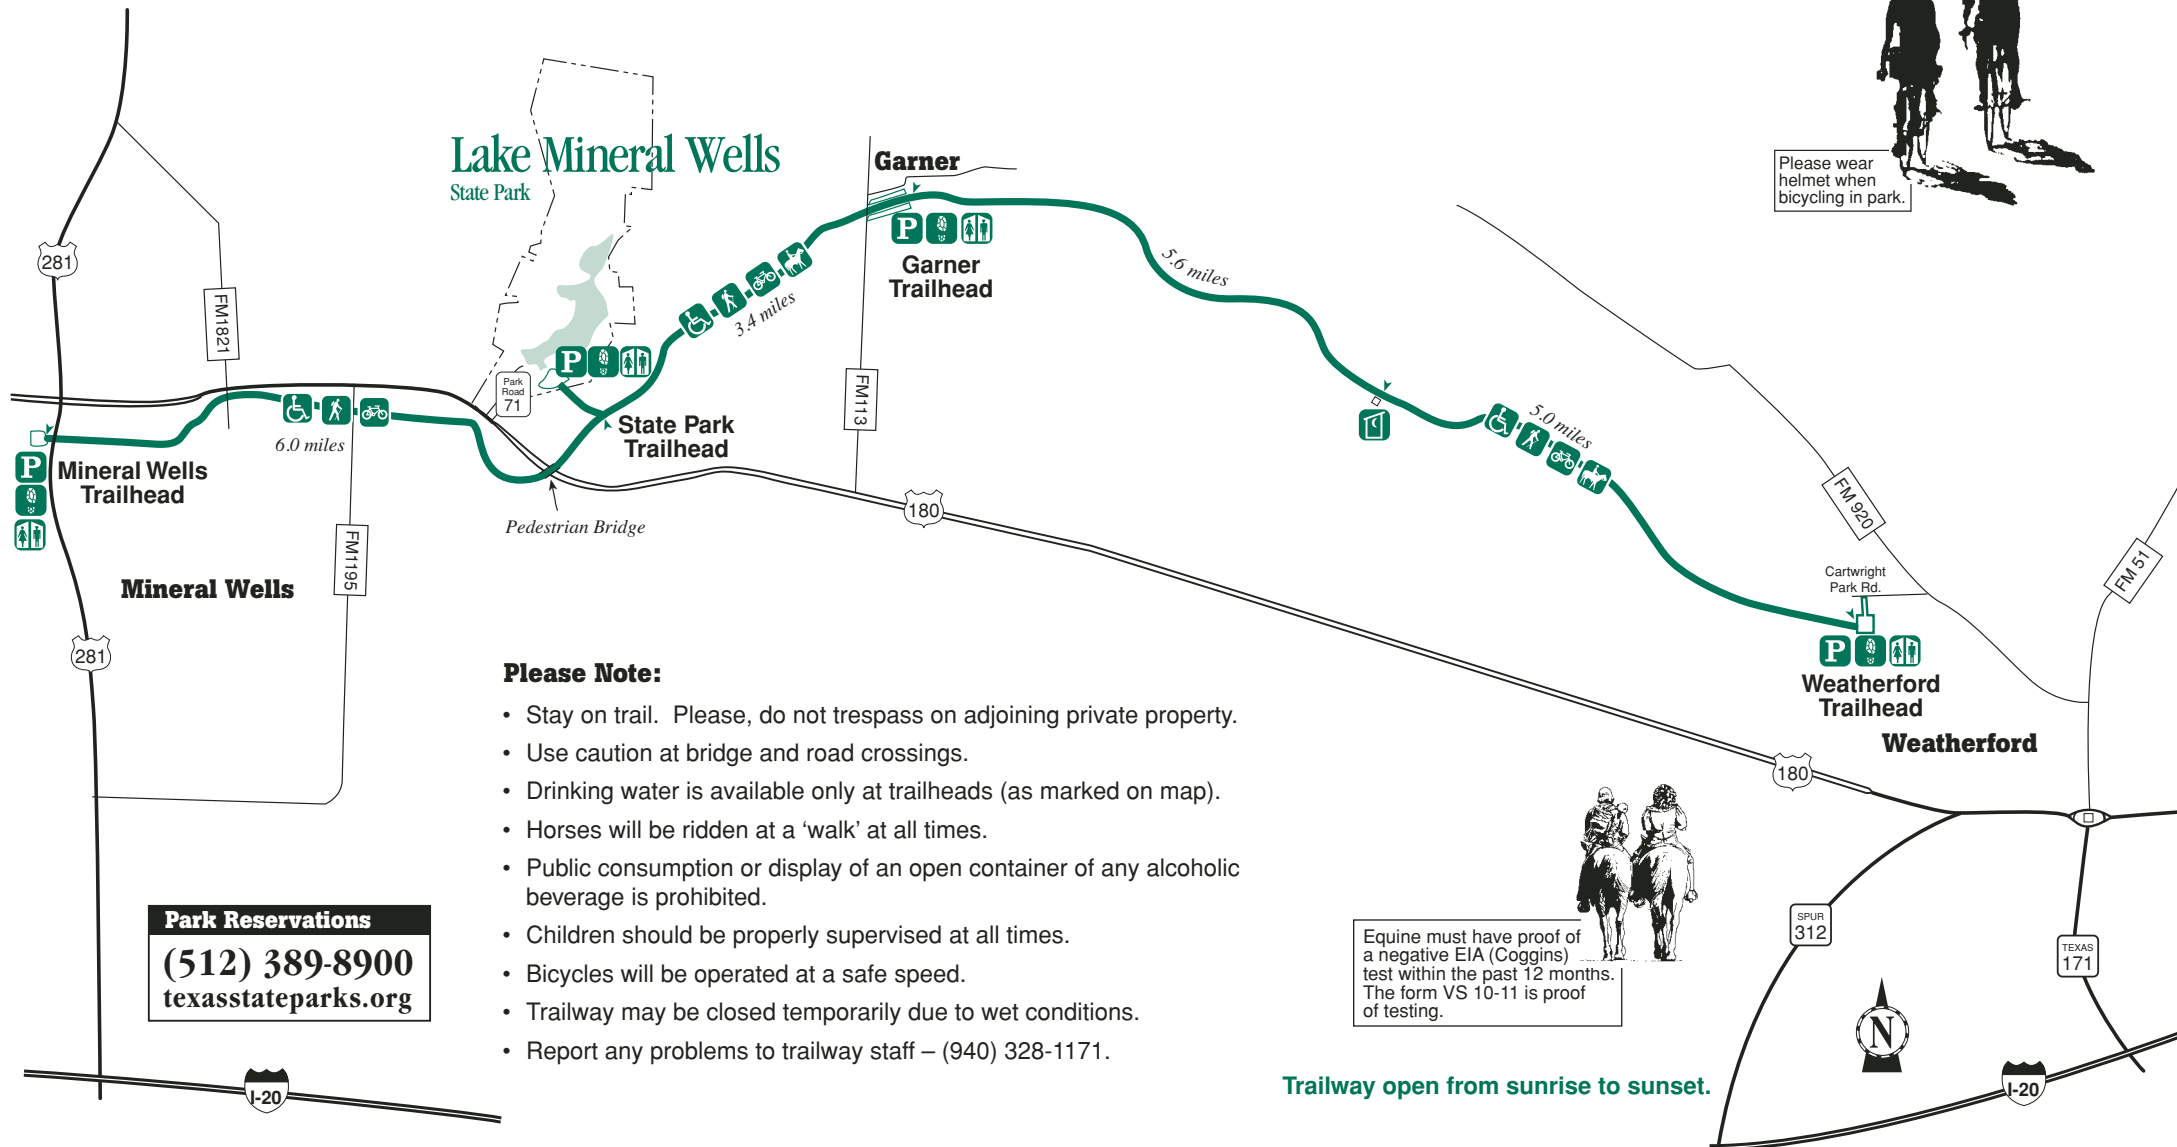 Lake Mineral Wells
State Park
Garner
P
Garner
Trailhead
Please wear
helmet when
bicycling in park.
281
FM1821
3.4 miles
5.6 miles
P
Park
Road
71
FM113
State Park
Trailhead
6.0 miles
5.0 miles
P
Mineral Wells
Trailhead
Pedestrian Bridge
180
FM 920
FM1195
FM 51
Mineral Wells
281
Cartwright
Park Rd.
P
Weatherford
Trailhead
Weatherford
180
Please Note:
• Stay on trail.  Please, do not trespass on adjoining private property.
• Use caution at bridge and road crossings.
• Drinking water is available only at trailheads (as marked on map).
• Horses will be ridden at a ‘walk’ at all times.
• Public consumption or display of an open container of any alcoholic
beverage is prohibited.
• Children should be properly supervised at all times.
• Bicycles will be operated at a safe speed.
• Trailway may be closed temporarily due to wet conditions.
• Report any problems to trailway staff – (940) 328-1171.
Park Reservations
(512) 389-8900
texasstateparks.org
Equine must have proof of
a negative EIA (Coggins)
test within the past 12 months.
The form VS 10-11 is proof
of testing.
SPUR
312
TEXAS
171
N
Trailway open from sunrise to sunset.
I-20
I-20